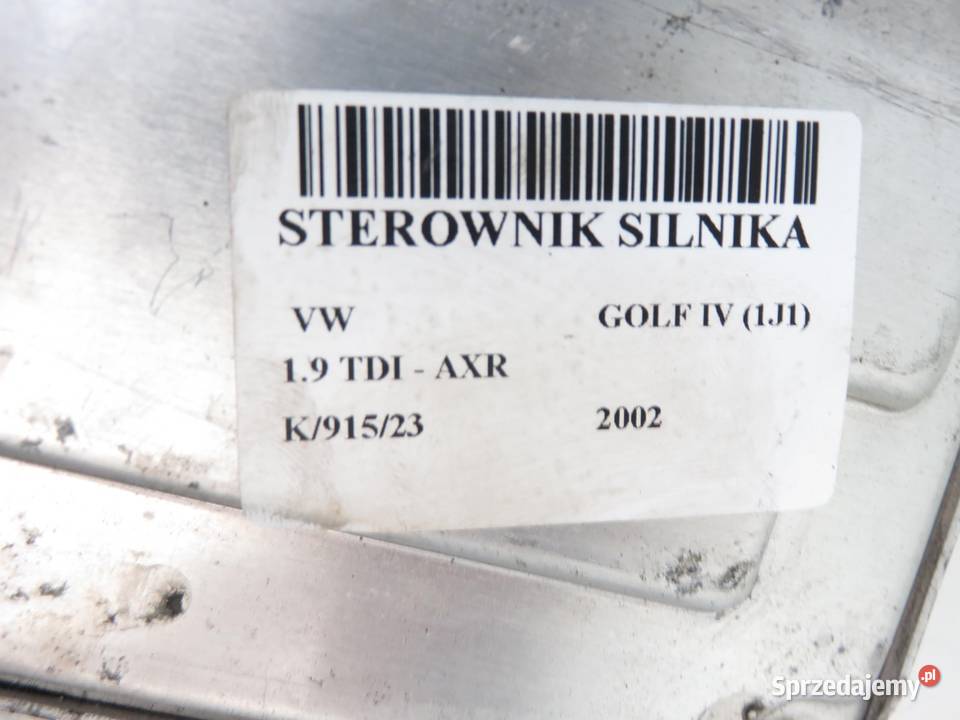 STEROWNIK SILNIKA
VW GOLF IV (1J1)
1.9 TDI - AXR
K/915/23 2002
Sprzedajemy.pl